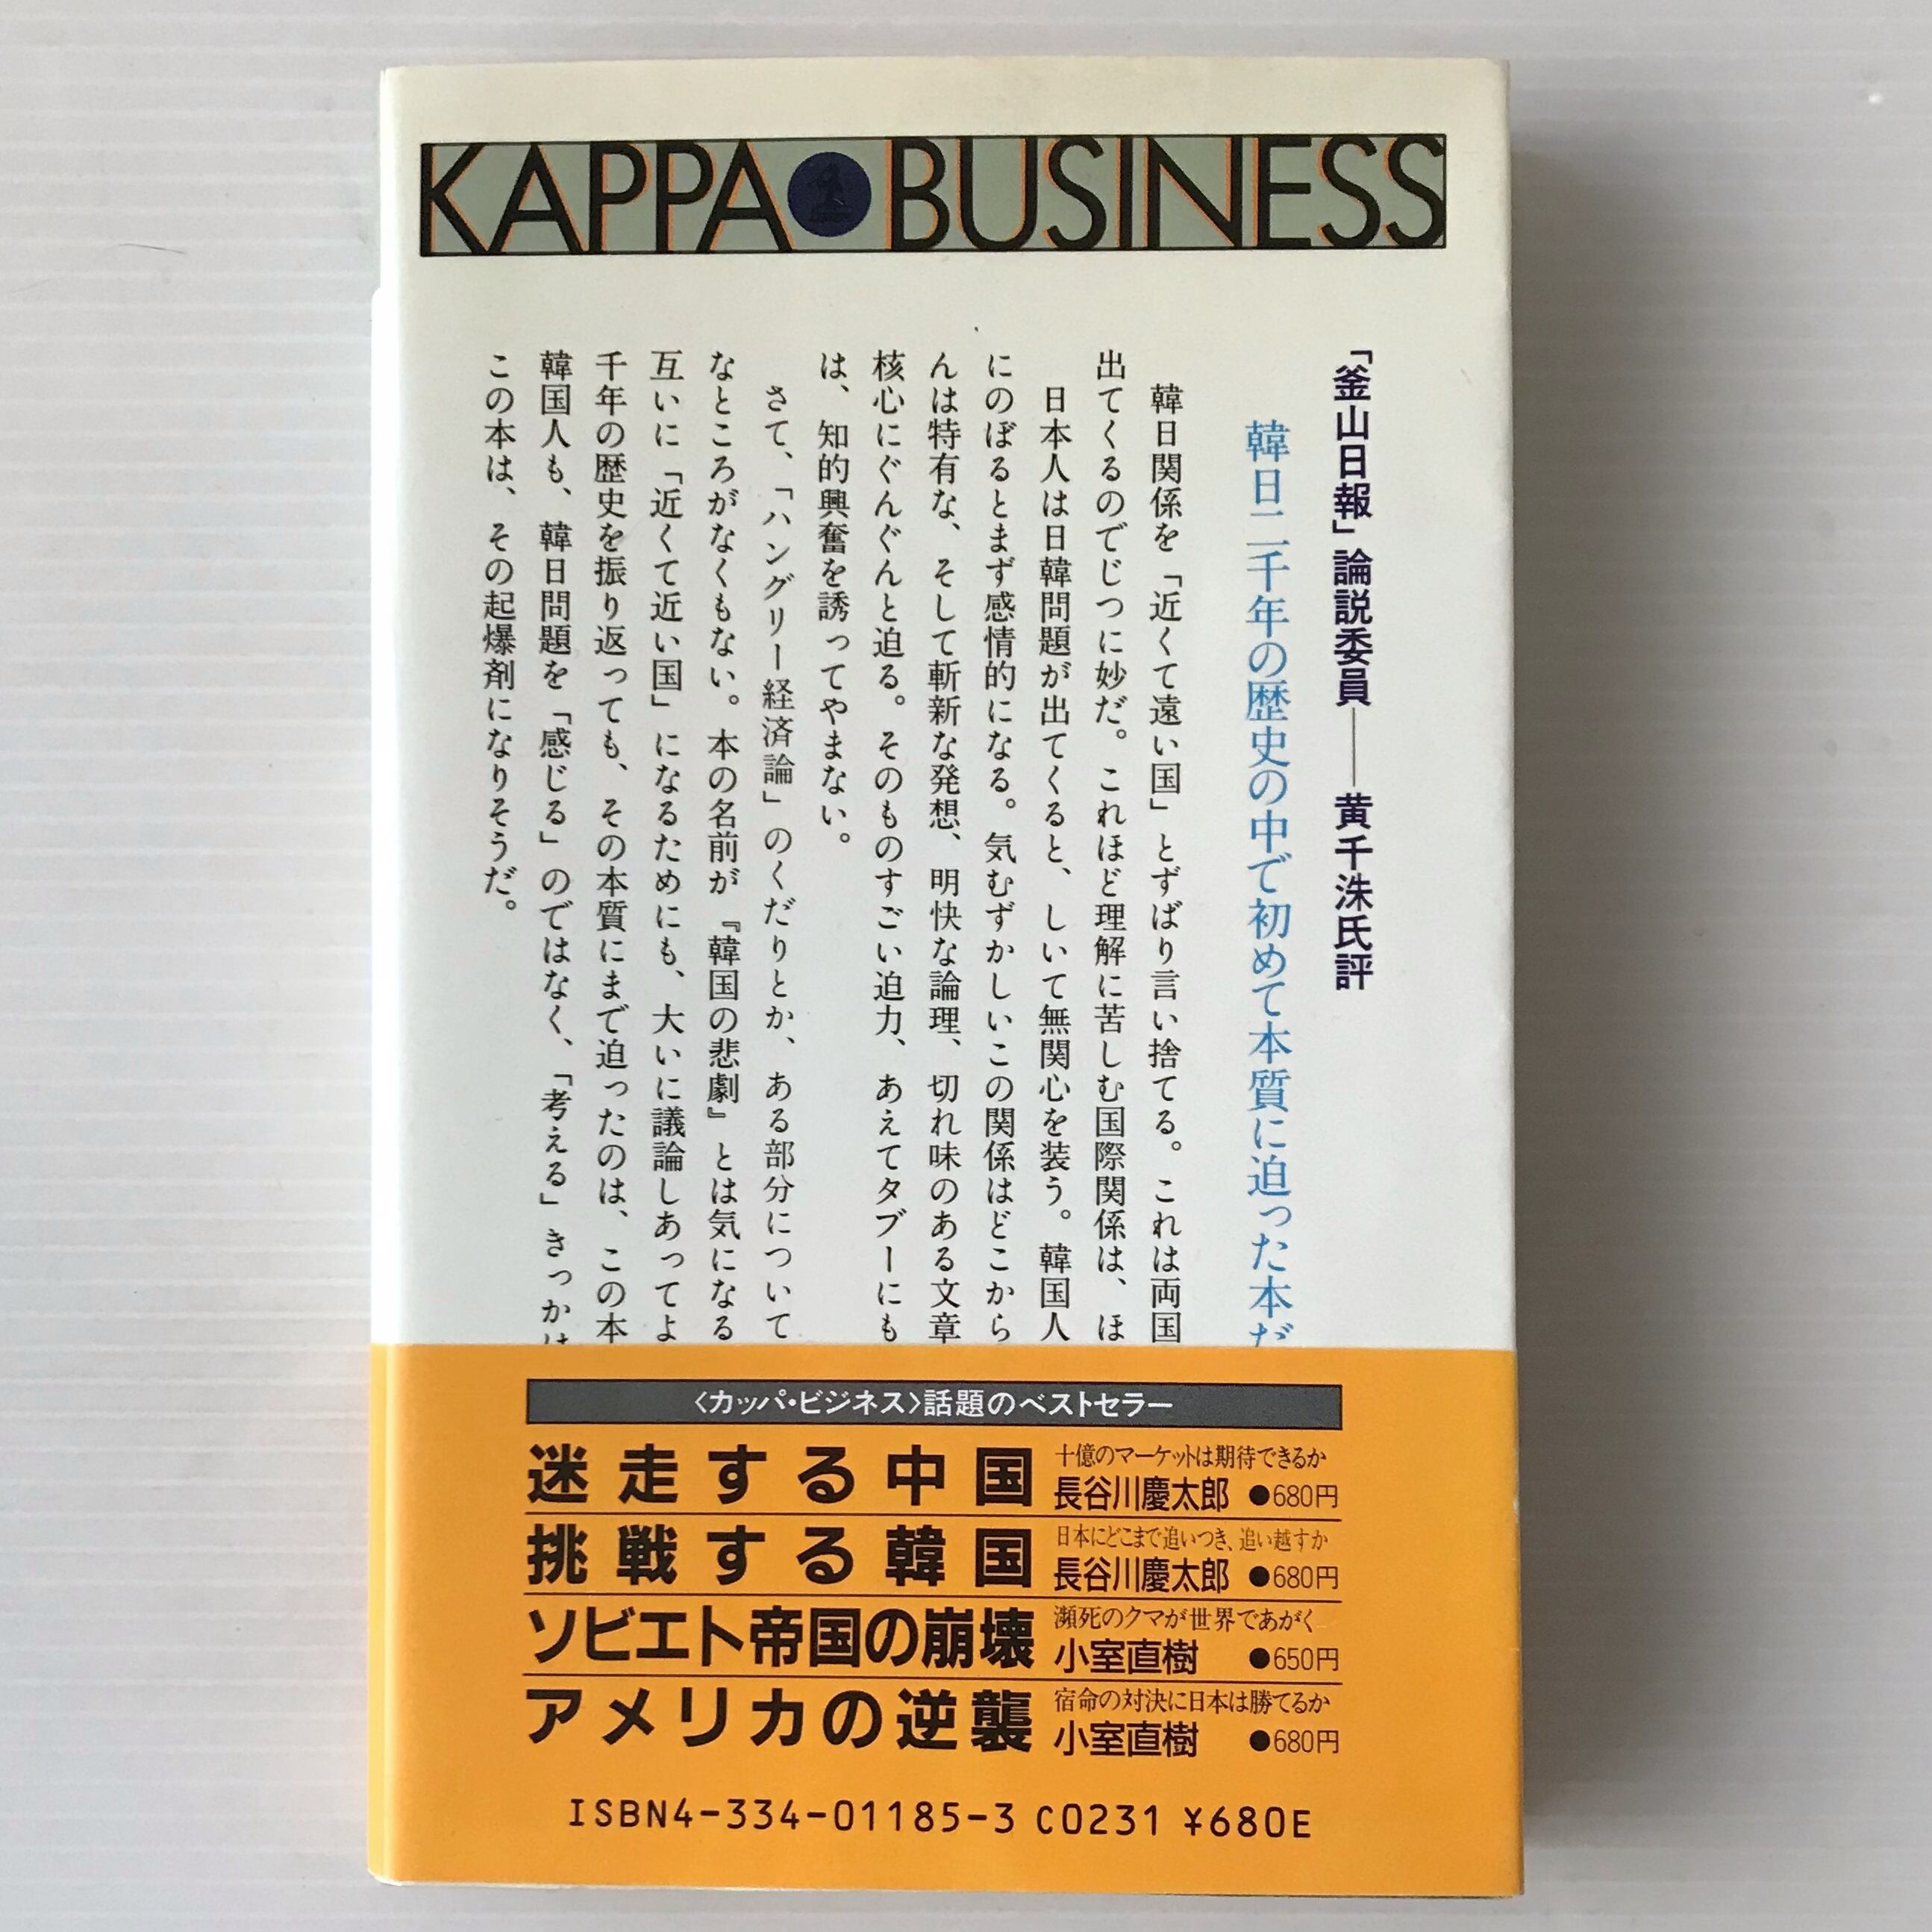 KAPPA BUSINESS
「釜山日報」論説委員――黄千洙氏評
韓日二千年の歴史の中で初めて本質に迫った本だ
韓日関係を「近くて遠い国」とずばり言い捨てる。これは両国
出てくるのでじつに妙だ。これほど理解に苦しむ国際関係は、ほ
日本人は日韓問題が出てくると、しいて無関心を装う。韓国人
にのぼるとまず感情的になる。気むずかしいこの関係はどこから
んは特有な、そして斬新な発想、明快な論理、切れ味のある文章
核心にぐんぐんと迫る。そのものすごい迫力、あえてタブーにも
は、知的興奮を誘ってやまない。
さて、「ハングリー経済論」のくだりとか、ある部分について
なところがなくもない。本の名前が『韓国の悲劇』とは気になる
互いに「近くて近い国」になるためにも、大いに議論しあってよ
千年の歴史を振り返っても、その本質にまで迫ったのは、この本
韓国人も、韓日問題を「感じる」のではなく、「考える」きっか
この本は、その起爆剤になりそうだ。
〈カッパ・ビジネス〉話題のベストセラー
迷走する中国 十億のマーケットは期待できるか
長谷川慶太郎 ●680円
挑戦する韓国 日本にどこまで追いつき、追い越すか
長谷川慶太郎 ●680円
ソビエト帝国の崩壊 瀕死のクマが世界であがく
小室直樹 ●650円
アメリカの逆襲 宿命の対決に日本は勝てるか
小室直樹 ●680円
ISBN4-334-01185-3 C0231 ¥680E